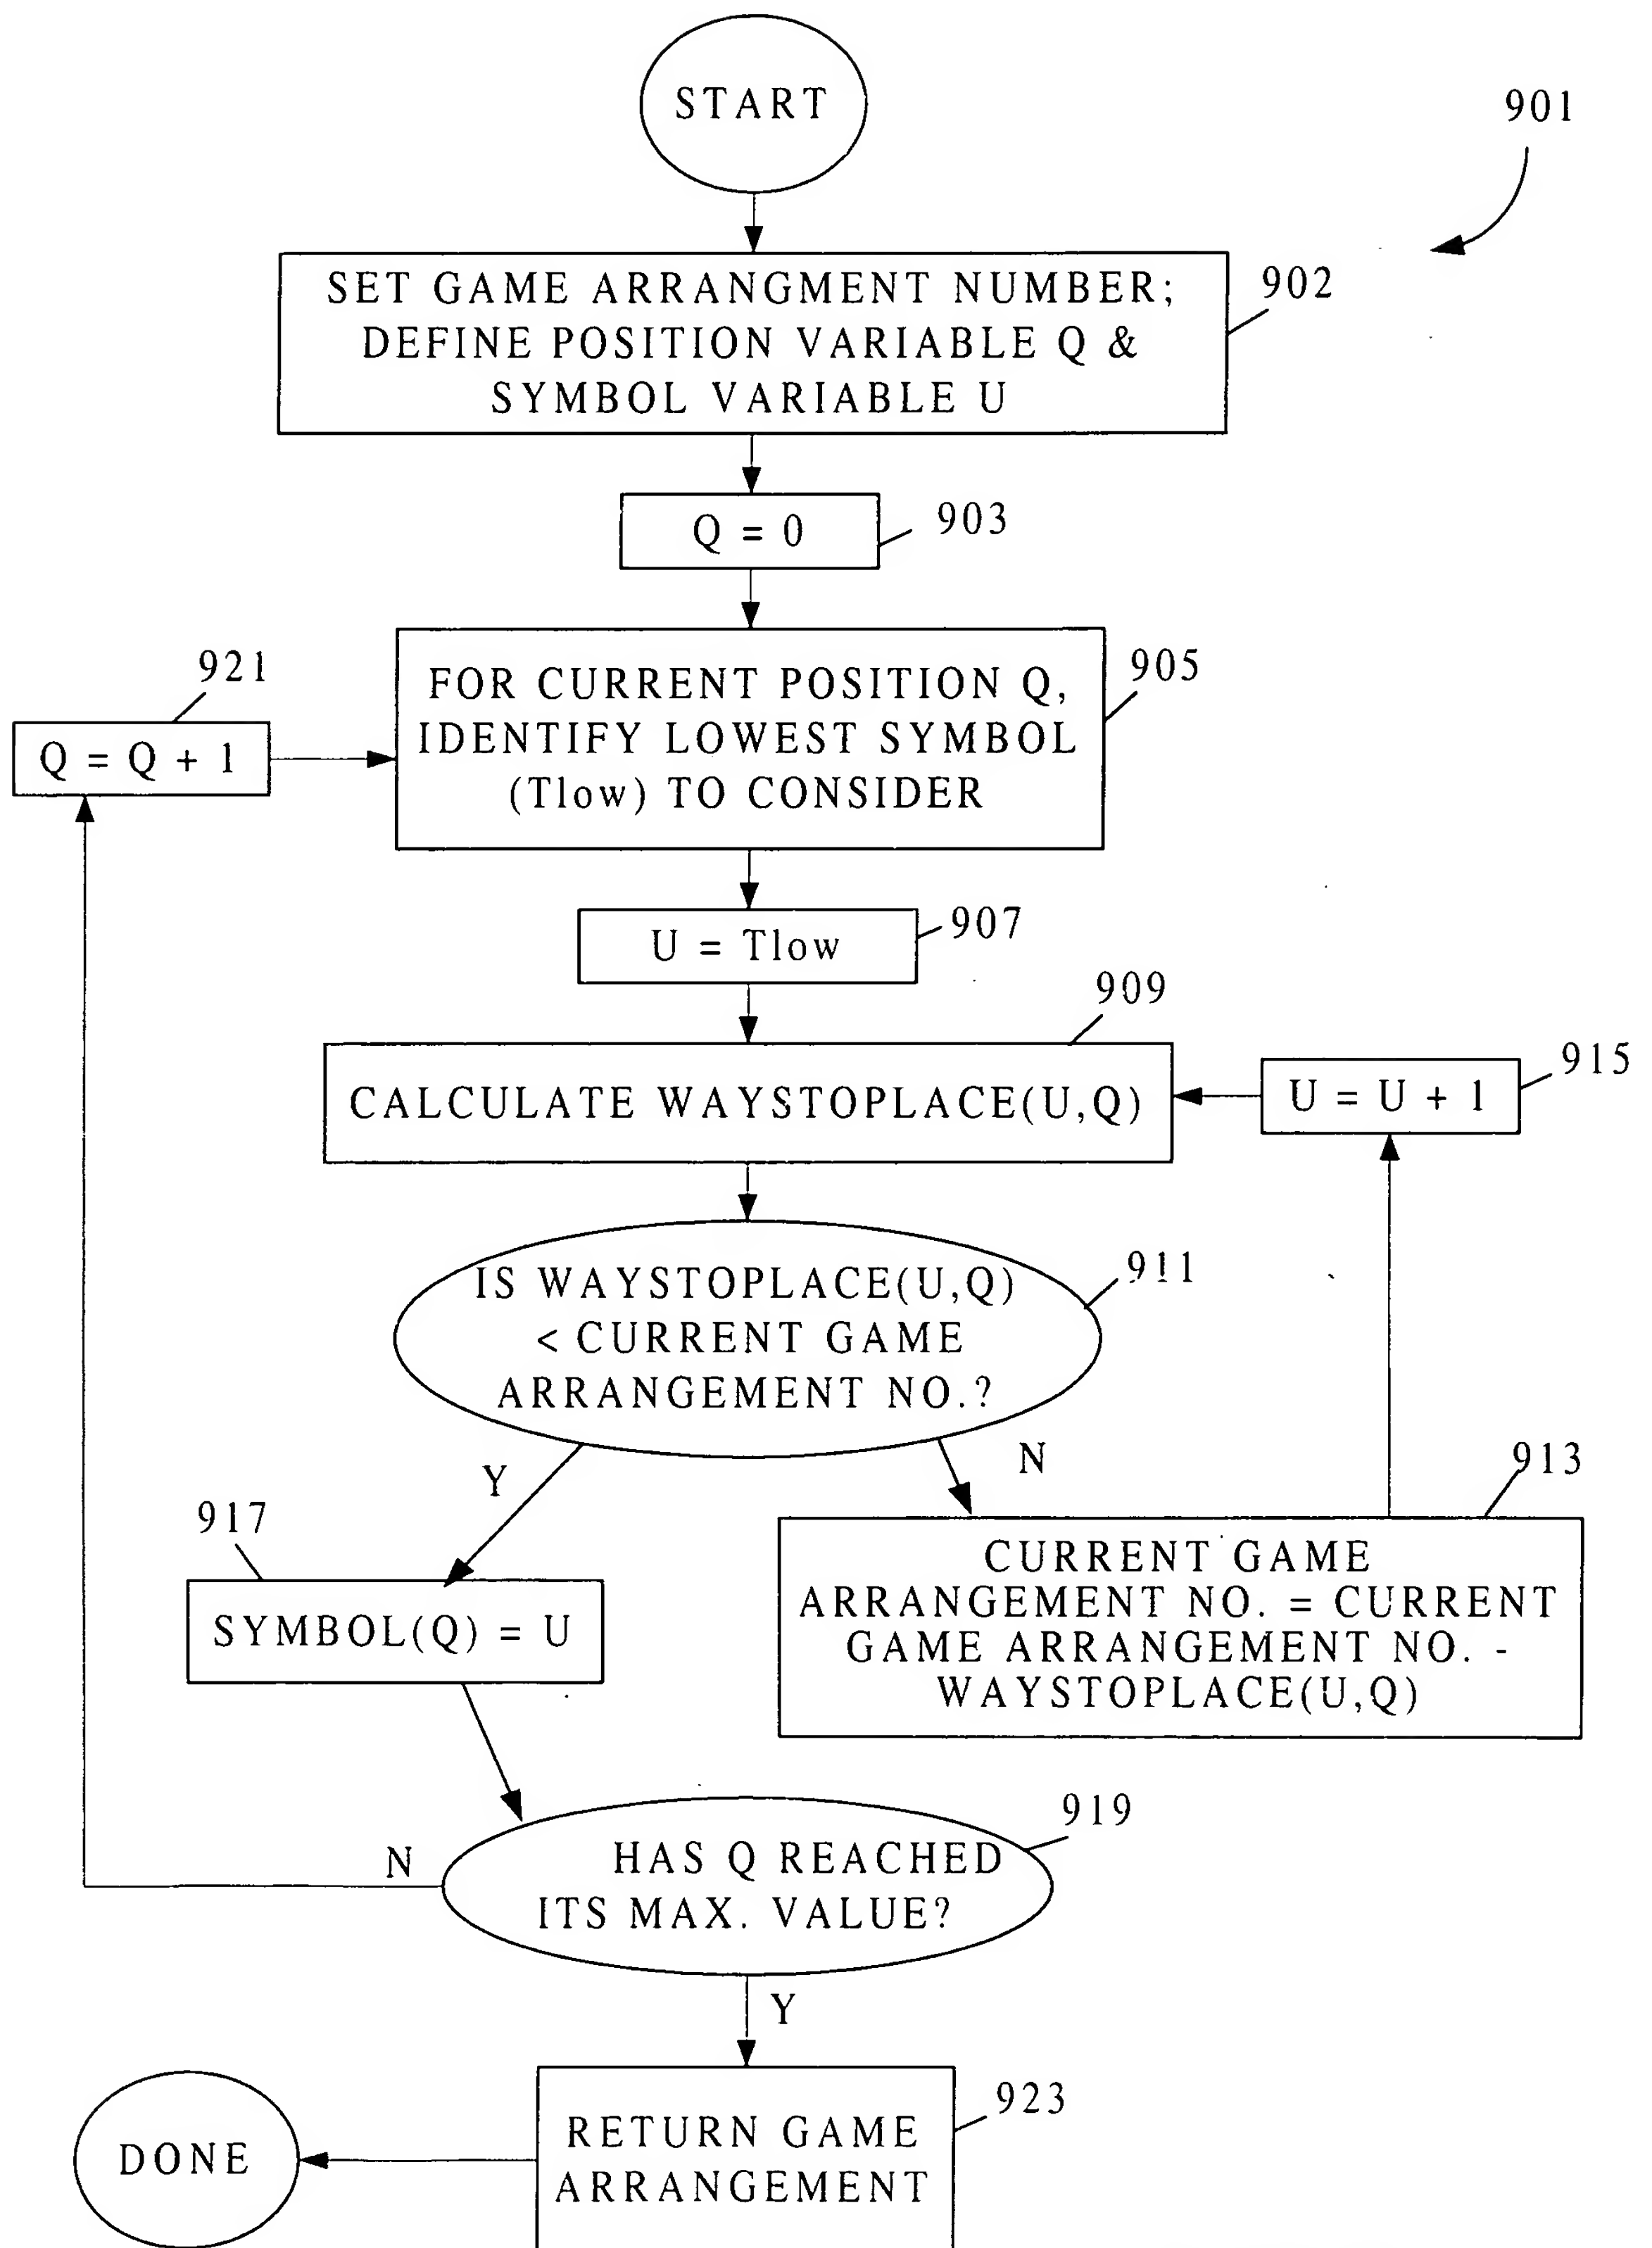 START
901
SET GAME ARRANGMENT NUMBER;
DEFINE POSITION VARIABLE Q &
SYMBOL VARIABLE U
902
Q = 0
903
921
Q = Q + 1
FOR CURRENT POSITION Q,
IDENTIFY LOWEST SYMBOL
(Tlow) TO CONSIDER
905
U = Tlow
907
909
CALCULATE WAYSTOPLACE(U,Q)
U = U + 1
915
IS WAYSTOPLACE(U,Q)
< CURRENT GAME
ARRANGEMENT NO.?
911
Y
N
913
917
SYMBOL(Q) = U
CURRENT GAME
ARRANGEMENT NO. = CURRENT
GAME ARRANGEMENT NO. -
WAYSTOPLACE(U,Q)
919
N
HAS Q REACHED
ITS MAX. VALUE?
Y
923
RETURN GAME
ARRANGEMENT
DONE